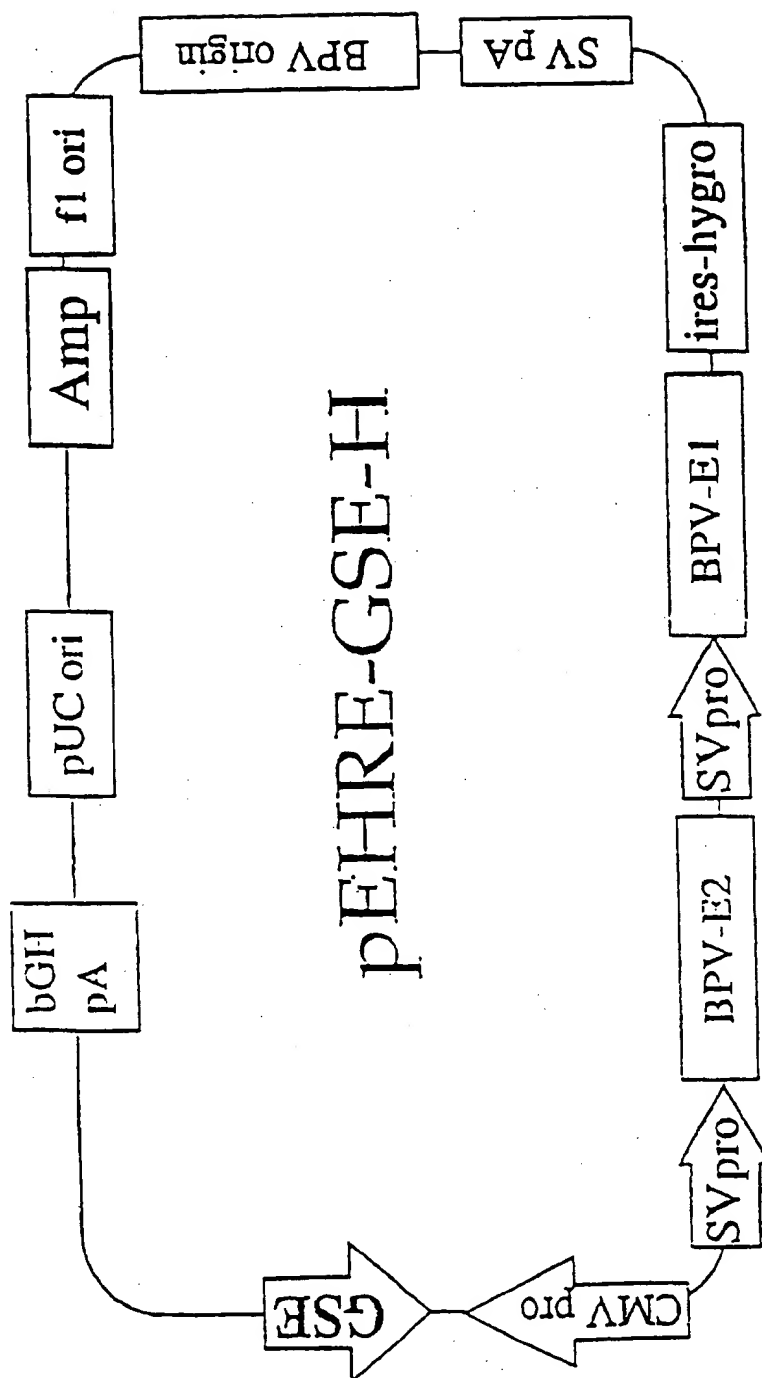 pEHRE-GSE-H
bGH
pA
pUC ori
Amp
f1 ori
BPV origin
SV pA
ires-hygro
BPV-E1
SVpro
BPV-E2
SVpro
CMV pro
GSE